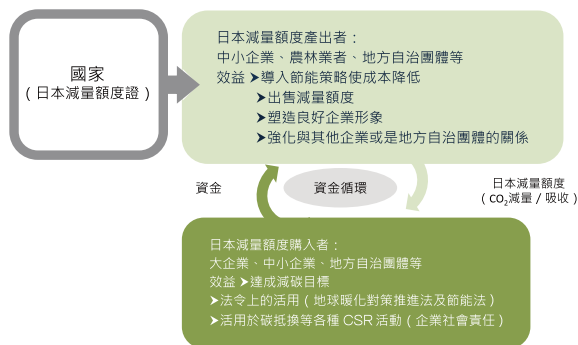 國家
（日本減量額度證）
日本減量額度產出者：
中小企業、農林業者、地方自治團體等
效益 ➤導入節能策略使成本降低
➤出售減量額度
➤塑造良好企業形象
➤強化與其他企業或是地方自治團體的關係
資金
資金循環
日本減量額度
（CO₂減量／吸收）
日本減量額度購入者：
大企業、中小企業、地方自治團體等
效益 ➤達成減碳目標
➤法令上的活用（地球暖化對策推進法及節能法）
➤活用於碳抵換等各種 CSR 活動（企業社會責任）